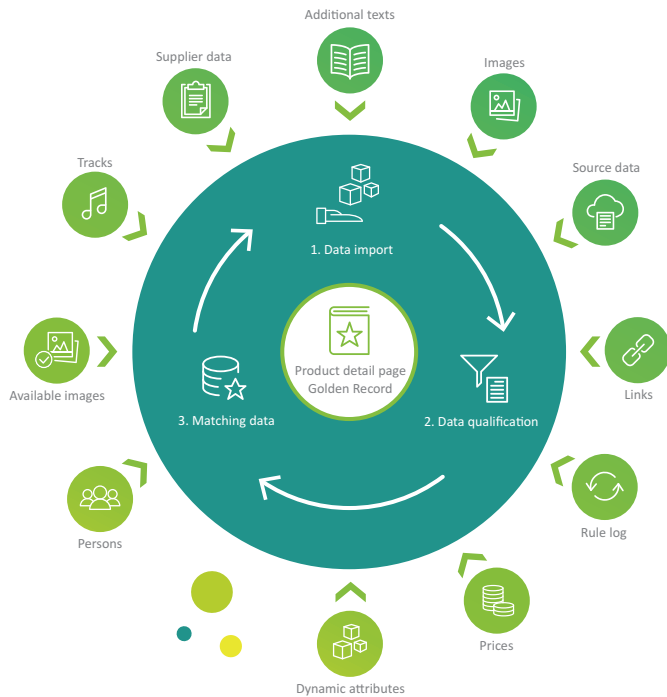 Additional texts
Supplier data
Images
Tracks
Source data
1. Data import
Product detail page
Golden Record
Available images
3. Matching data
2. Data qualification
Links
Persons
Rule log
Prices
Dynamic attributes